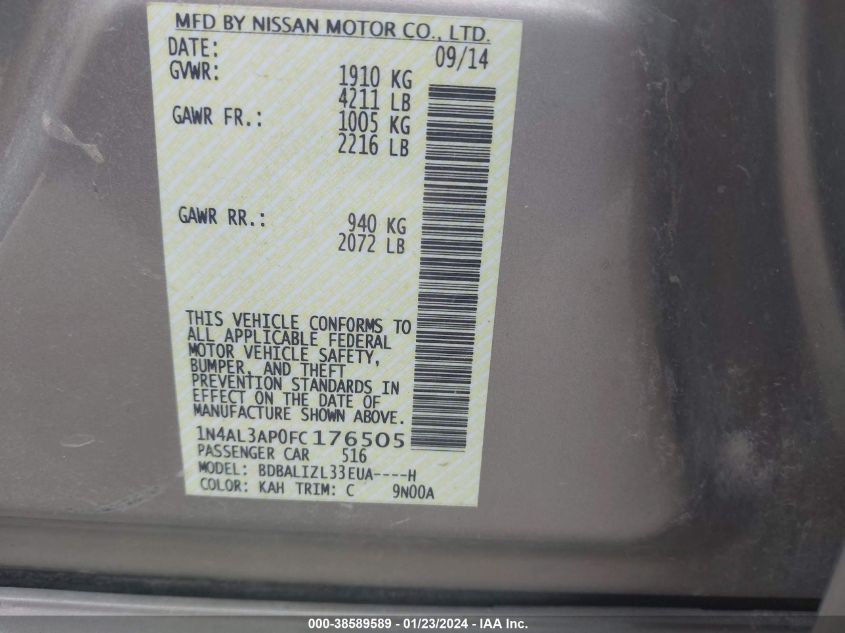 MFD BY NISSAN MOTOR CO., LTD.
DATE: 09/14
GVWR: 1910 KG
4211 LB
GAWR FR.: 1005 KG
2216 LB
GAWR RR.: 940 KG
2072 LB
THIS VEHICLE CONFORMS TO
ALL APPLICABLE FEDERAL
MOTOR VEHICLE SAFETY,
BUMPER, AND THEFT
PREVENTION STANDARDS IN
EFFECT ON THE DATE OF
MANUFACTURE SHOWN ABOVE.
1N4AL3AP0FC176505
PASSENGER CAR 516
MODEL: BDBALIZL33EUA----H
COLOR: KAH TRIM: C 9N00A
000-38589589 - 01/23/2024 - IAA Inc.